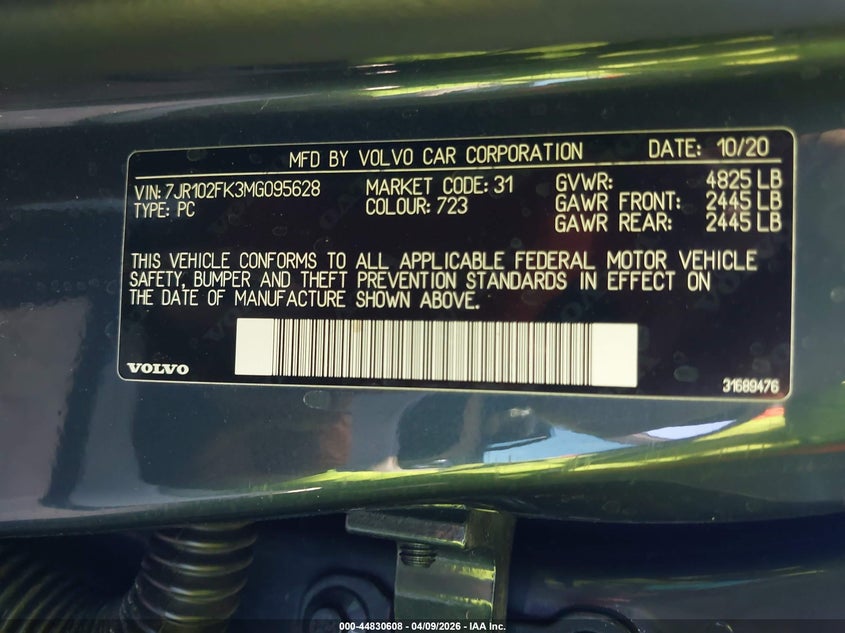 MFD BY VOLVO CAR CORPORATION DATE: 10/20
VIN: 7JR102FK3MG095628 MARKET CODE: 31 GVWR: 4825 LB
TYPE: PC COLOUR: 723 GAWR FRONT: 2445 LB
GAWR REAR: 2445 LB
THIS VEHICLE CONFORMS TO ALL APPLICABLE FEDERAL MOTOR VEHICLE
SAFETY, BUMPER AND THEFT PREVENTION STANDARDS IN EFFECT ON
THE DATE OF MANUFACTURE SHOWN ABOVE.
VOLVO
31689476
000-44830608 - 04/09/2026 - IAA Inc.